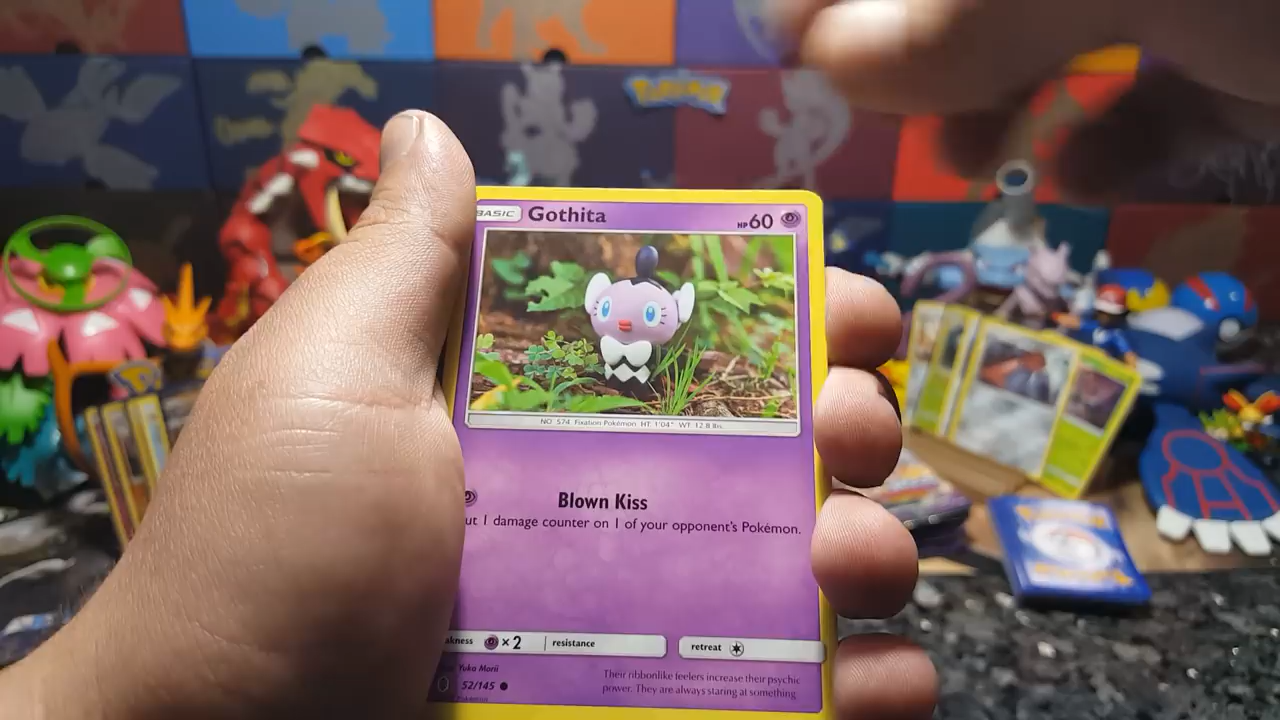 BASIC Gothita HP60
NO. 574 Fixation Pokémon HT: 1'04" WT: 12.8 lbs.
Blown Kiss
ut 1 damage counter on 1 of your opponent's Pokémon.
akness ×2 resistance retreat
Yuka Morii
52/145
Their ribbonlike feelers increase their psychic
power. They are always staring at something
POKéMON